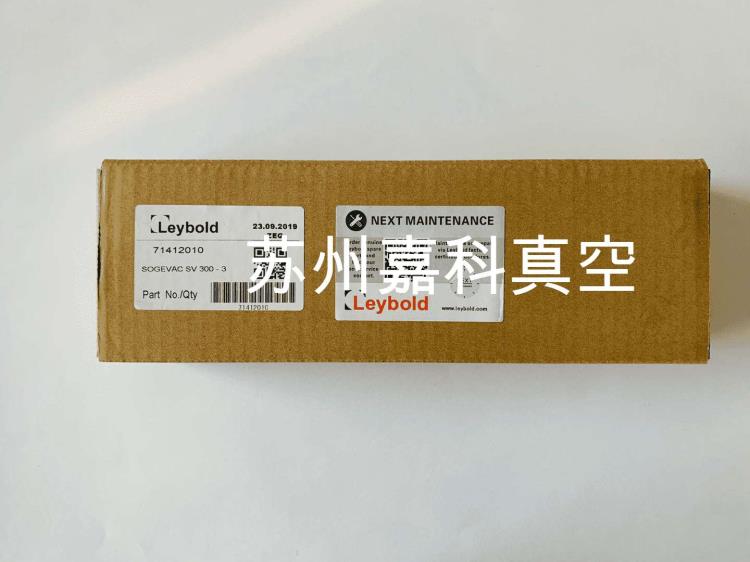 Leybold
23.09.2019
71412010
SOGEVAC SV 300 - 3
Part No./Qty
71412010
NEXT MAINTENANCE
苏州嘉科真空
Leybold
www.leybold.com